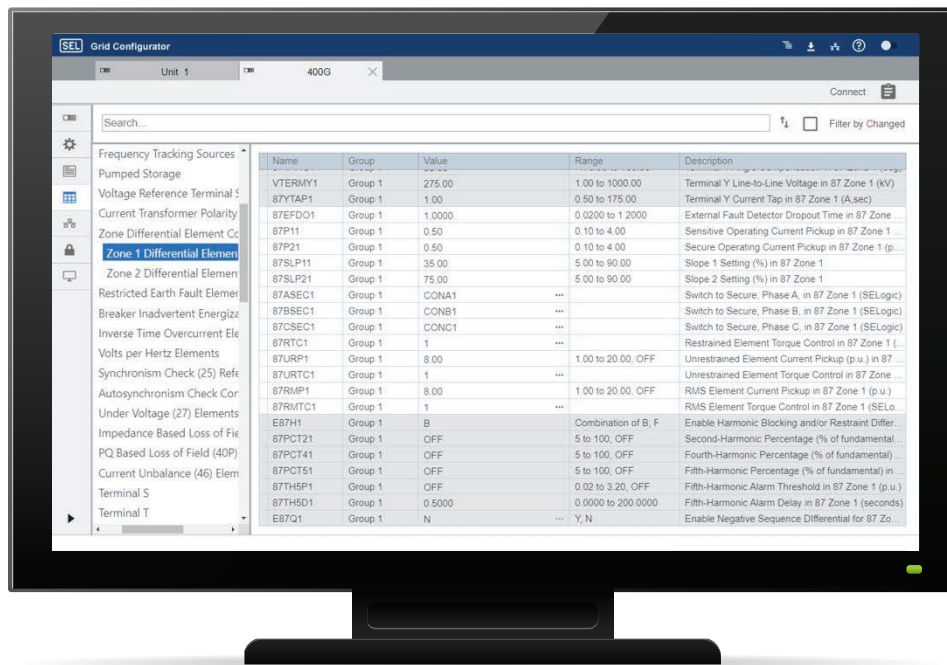 SEL Grid Configurator
Unit 1 400G
Connect
Search... Filter by Changed
Frequency Tracking Sources
Pumped Storage
Voltage Reference Terminal
Current Transformer Polarity
Zone Differential Element Co
Zone 1 Differential Elemen
Zone 2 Differential Elemen
Restricted Earth Fault Elemen
Breaker Inadvertent Energiza
Inverse Time Overcurrent Ele
Volts per Hertz Elements
Synchronism Check (25) Refe
Autosynchronism Check Con
Under Voltage (27) Elements
Impedance Based Loss of Fie
PQ Based Loss of Field (40P)
Current Unbalance (46) Elem
Terminal S
Terminal T
Name Group Value Range Description
VTERMY1 Group 1 275.00 1.00 to 1000.00 Terminal Y Line-to-Line Voltage in 87 Zone 1 (kV)
87YTAP1 Group 1 1.00 0.50 to 175.00 Terminal Y Current Tap in 87 Zone 1 (A,sec)
87EFDO1 Group 1 1.0000 0.0200 to 1.2000 External Fault Detector Dropout Time in 87 Zone ...
87P11 Group 1 0.50 0.10 to 4.00 Sensitive Operating Current Pickup in 87 Zone 1 ...
87P21 Group 1 0.50 0.10 to 4.00 Secure Operating Current Pickup in 87 Zone 1 (p...
87SLP11 Group 1 35.00 5.00 to 90.00 Slope 1 Setting (%) in 87 Zone 1
87SLP21 Group 1 75.00 5.00 to 90.00 Slope 2 Setting (%) in 87 Zone 1
87ASEC1 Group 1 CONA1 ... Switch to Secure, Phase A, in 87 Zone 1 (SELogic)
87BSEC1 Group 1 CONB1 ... Switch to Secure, Phase B, in 87 Zone 1 (SELogic)
87CSEC1 Group 1 CONC1 ... Switch to Secure, Phase C, in 87 Zone 1 (SELogic)
87RTC1 Group 1 1 ... Restrained Element Torque Control in 87 Zone 1 (...
87URP1 Group 1 8.00 1.00 to 20.00, OFF Unrestrained Element Current Pickup (p.u.) in 87 ...
87URTC1 Group 1 1 ... Unrestrained Element Torque Control in 87 Zone ...
87RMP1 Group 1 8.00 1.00 to 20.00, OFF RMS Element Current Pickup in 87 Zone 1 (p.u.)
87RMTC1 Group 1 1 ... RMS Element Torque Control in 87 Zone 1 (SELo...
E87H1 Group 1 B Combination of B, F Enable Harmonic Blocking and/or Restraint Differ...
87PCT21 Group 1 OFF 5 to 100, OFF Second-Harmonic Percentage (% of fundamental...
87PCT41 Group 1 OFF 5 to 100, OFF Fourth-Harmonic Percentage (% of fundamental) ...
87PCT51 Group 1 OFF 5 to 100, OFF Fifth-Harmonic Percentage (% of fundamental) in ...
87TH5P1 Group 1 OFF 0.02 to 3.20, OFF Fifth-Harmonic Alarm Threshold in 87 Zone 1 (p.u.)
87TH5D1 Group 1 0.5000 0.0000 to 200.0000 Fifth-Harmonic Alarm Delay in 87 Zone 1 (seconds)
E87Q1 Group 1 N ... Y, N Enable Negative Sequence DIfferential for 87 Zo...